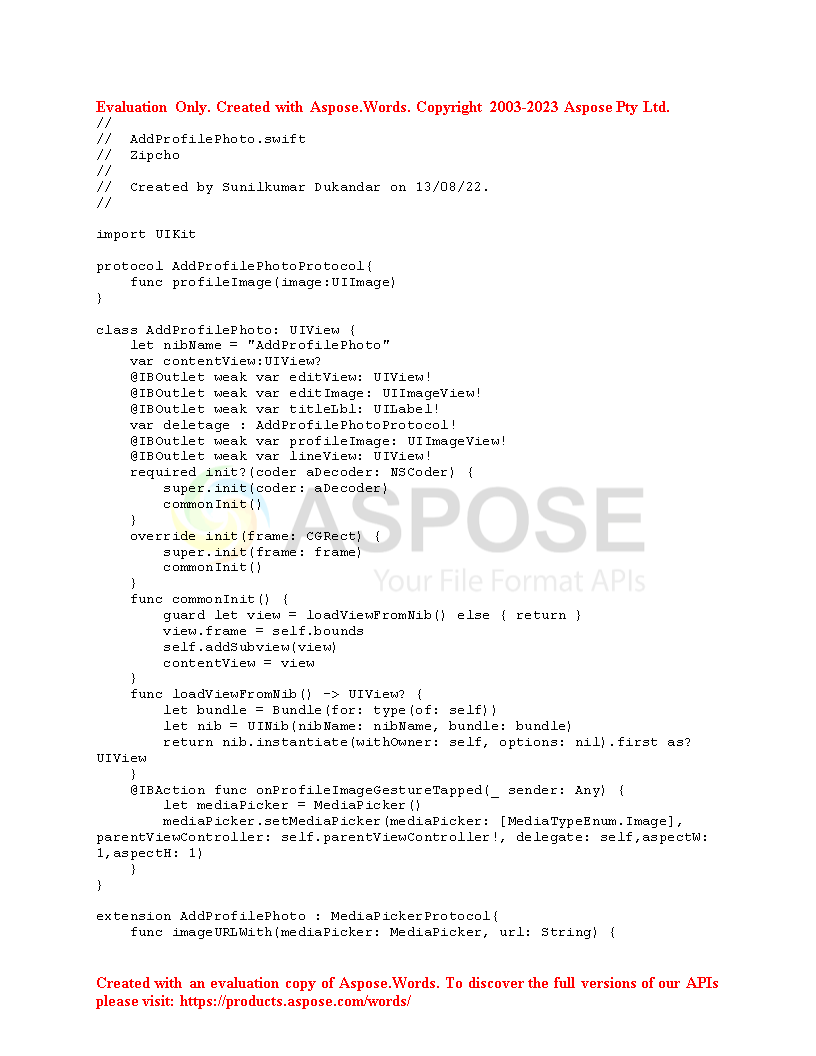 Evaluation Only. Created with Aspose.Words. Copyright 2003-2023 Aspose Pty Ltd.
//
//  AddProfilePhoto.swift
//  Zipcho
//
//  Created by Sunilkumar Dukandar on 13/08/22.
//
import UIKit
protocol AddProfilePhotoProtocol{
    func profileImage(image:UIImage)
}
class AddProfilePhoto: UIView {
    let nibName = "AddProfilePhoto"
    var contentView:UIView?
    @IBOutlet weak var editView: UIView!
    @IBOutlet weak var editImage: UIImageView!
    @IBOutlet weak var titleLbl: UILabel!
    var deletage : AddProfilePhotoProtocol!
    @IBOutlet weak var profileImage: UIImageView!
    @IBOutlet weak var lineView: UIView!
    required init?(coder aDecoder: NSCoder) {
        super.init(coder: aDecoder)
        commonInit()
    }
    override init(frame: CGRect) {
        super.init(frame: frame)
        commonInit()
    }
    func commonInit() {
        guard let view = loadViewFromNib() else { return }
        view.frame = self.bounds
        self.addSubview(view)
        contentView = view
    }
    func loadViewFromNib() -> UIView? {
        let bundle = Bundle(for: type(of: self))
        let nib = UINib(nibName: nibName, bundle: bundle)
        return nib.instantiate(withOwner: self, options: nil).first as?
UIView
    }
    @IBAction func onProfileImageGestureTapped(_ sender: Any) {
        let mediaPicker = MediaPicker()
        mediaPicker.setMediaPicker(mediaPicker: [MediaTypeEnum.Image],
parentViewController: self.parentViewController!, delegate: self,aspectW:
1,aspectH: 1)
    }
}
extension AddProfilePhoto : MediaPickerProtocol{
    func imageURLWith(mediaPicker: MediaPicker, url: String) {
ASPOSE
Your File Format APIs
Created with an evaluation copy of Aspose.Words. To discover the full versions of our APIs
please visit: https://products.aspose.com/words/